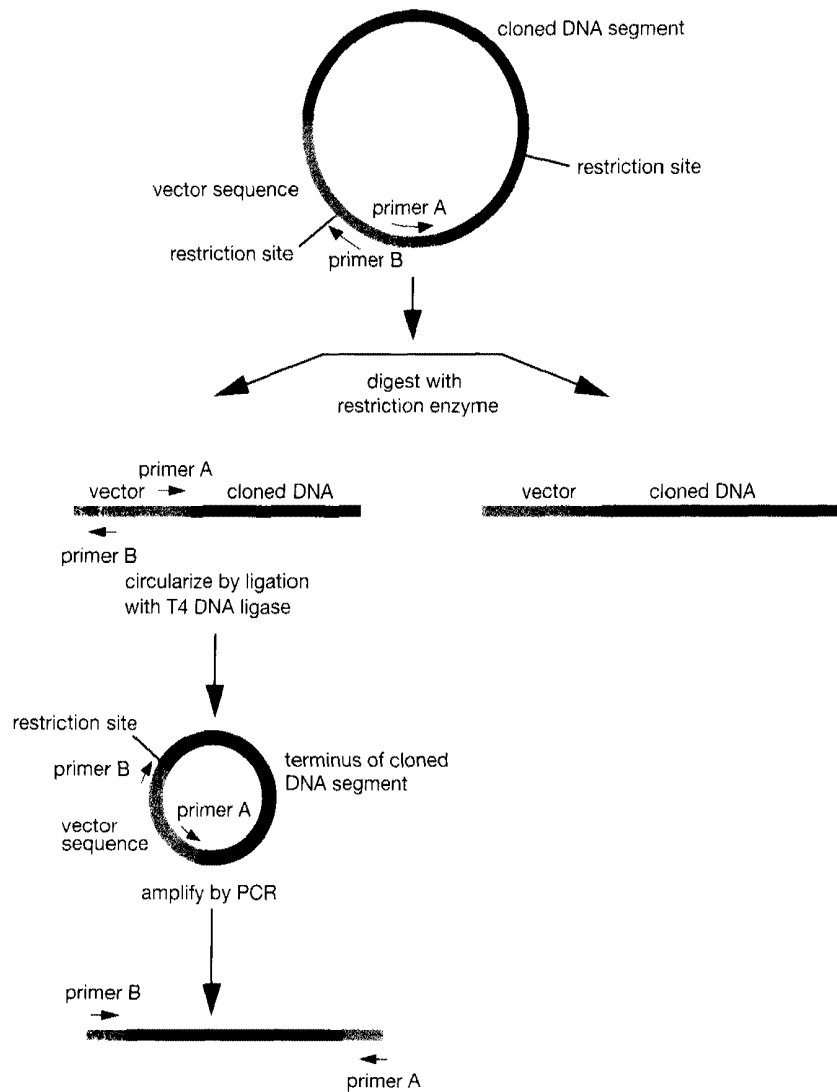 cloned DNA segment
restriction site
vector sequence
primer A
restriction site
primer B
digest with
restriction enzyme
primer A
vector
cloned DNA
primer B
vector
cloned DNA
circularize by ligation
with T4 DNA ligase
restriction site
primer B
terminus of cloned
DNA segment
primer A
vector
sequence
amplify by PCR
primer B
primer A